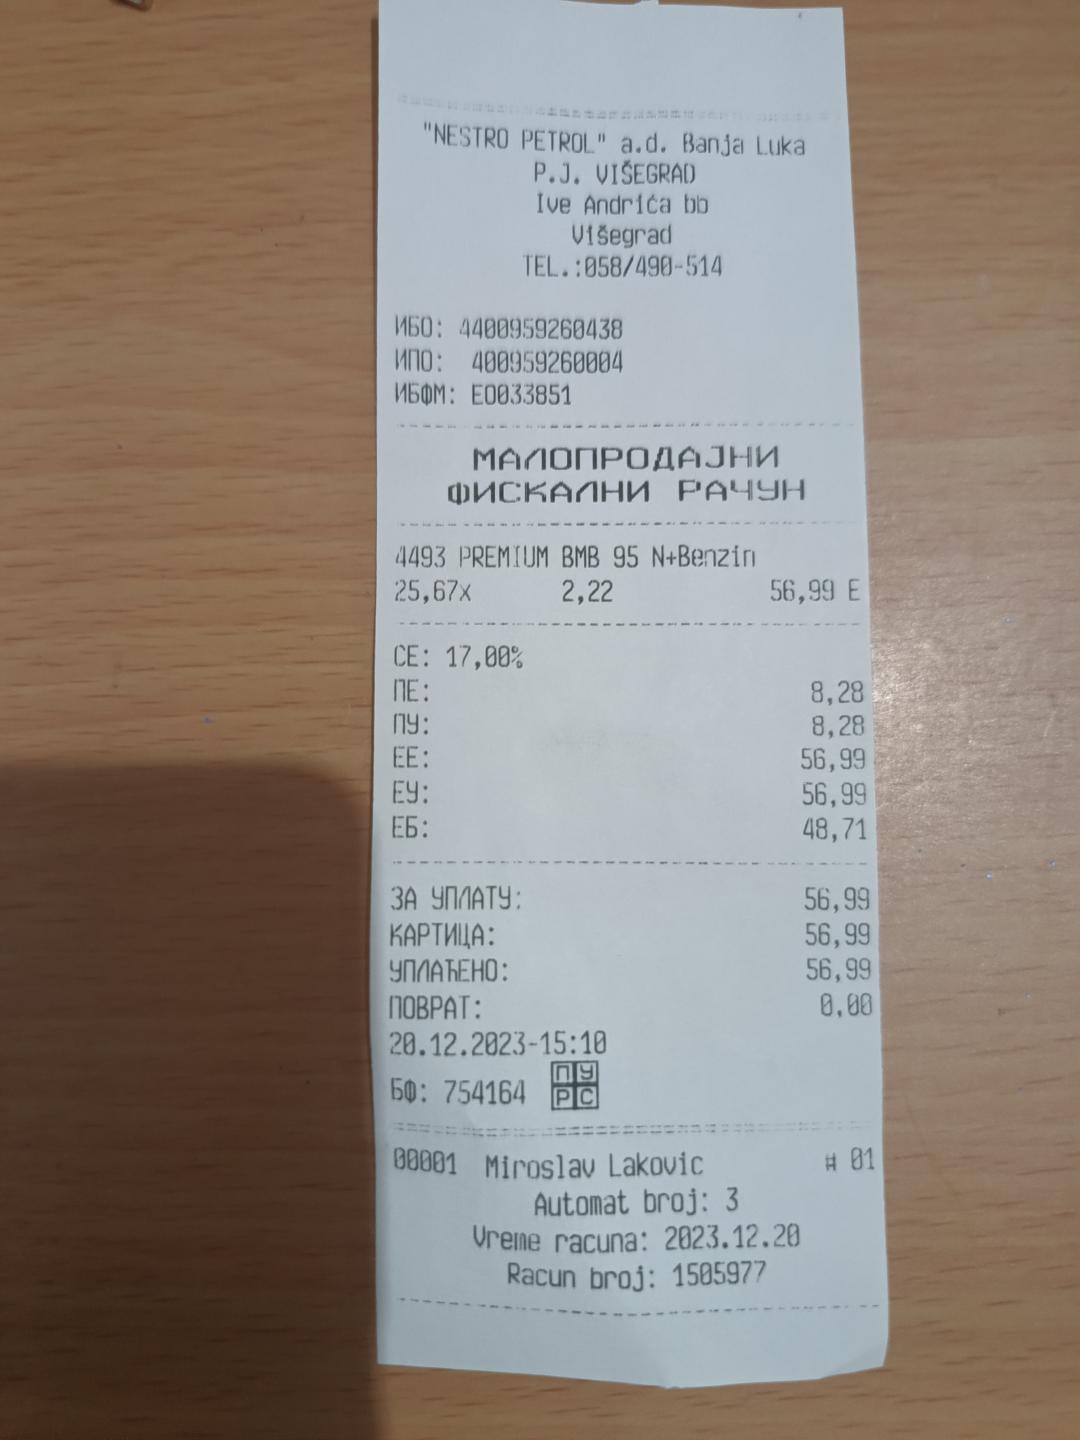 "NESTRO PETROL" a.d. Banja Luka
P.J. VIŠEGRAD
Ive Andrića bb
Višegrad
TEL.:058/490-514
ИБО: 4400959260438
ИПО: 400959260004
ИБФМ: E0033851
МАЛОПРОДАЈНИ
ФИСКАЛНИ РАЧУН
4493 PREMIUM BMB 95 N+Benzin
25,67x 2,22 56,99 E
СЕ: 17,00%
ПЕ: 8,28
ПУ: 8,28
ЕЕ: 56,99
ЕУ: 56,99
ЕБ: 48,71
ЗА УПЛАТУ: 56,99
КАРТИЦА: 56,99
УПЛАЋЕНО: 56,99
ПОВРАТ: 0,00
20.12.2023-15:10
БФ: 754164 ПУРС
00001 Miroslav Lakovic # 01
Automat broj: 3
Vreme racuna: 2023.12.20
Racun broj: 1505977